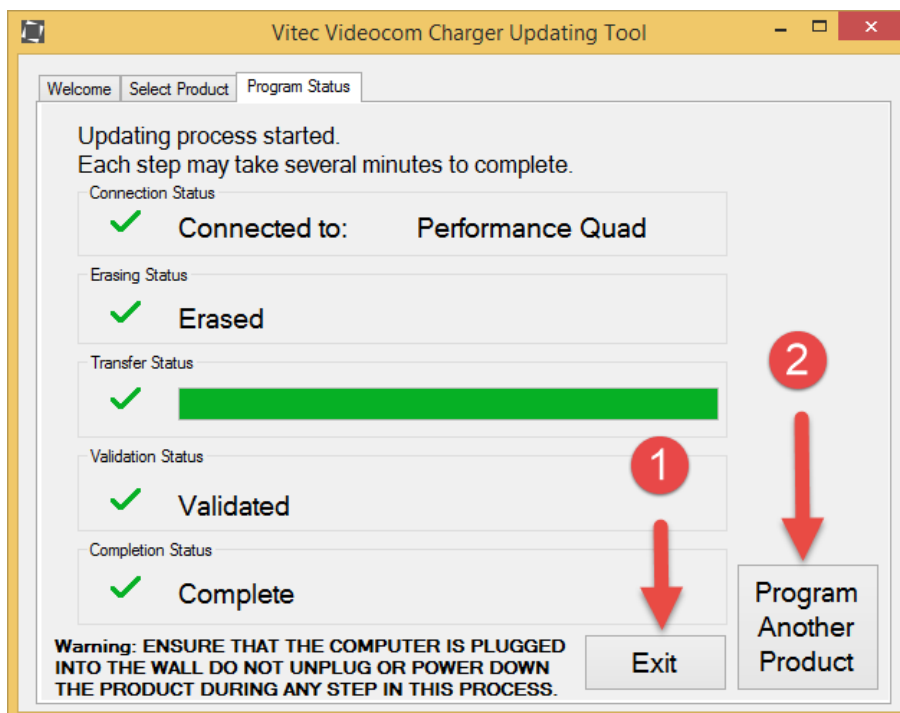 Vitec Videocom Charger Updating Tool
Welcome Select Product Program Status
Updating process started.
Each step may take several minutes to complete.
Connection Status
Connected to: Performance Quad
Erasing Status
Erased
Transfer Status
2
Validation Status
1
Validated
Completion Status
Complete
Warning: ENSURE THAT THE COMPUTER IS PLUGGED
INTO THE WALL DO NOT UNPLUG OR POWER DOWN
THE PRODUCT DURING ANY STEP IN THIS PROCESS.
Exit
Program
Another
Product